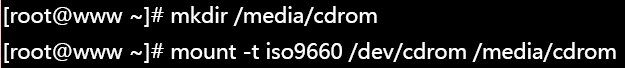 [root@www ~]# mkdir /media/cdrom
[root@www ~]# mount -t iso9660 /dev/cdrom /media/cdrom